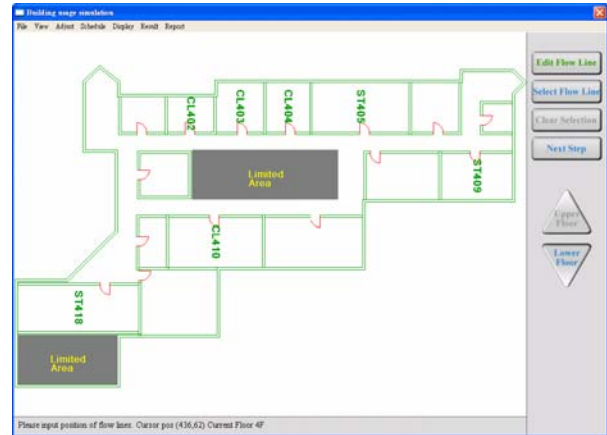 Building usage simulation
File View Adjust Schedule Display Result Report
Edit Flow Line
Select Flow Line
Clear Selection
Next Step
Upper Floor
Lower Floor
CL402
CL403
CL404
ST405
Limited
Area
ST409
CL410
ST418
Limited
Area
Please input position of flow lines. Cursor pos (436,62) Current Floor 4F